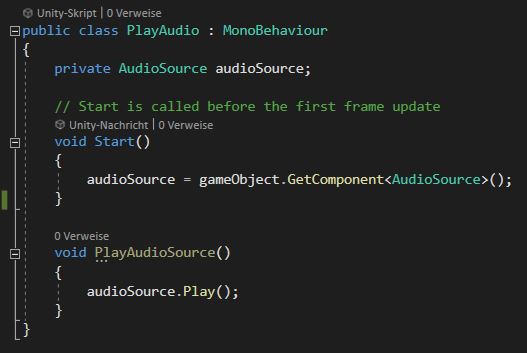 Unity-Skript | 0 Verweise
public class PlayAudio : MonoBehaviour
{
    private AudioSource audioSource;

    // Start is called before the first frame update
    Unity-Nachricht | 0 Verweise
    void Start()
    {
        audioSource = gameObject.GetComponent<AudioSource>();
    }

    0 Verweise
    void PlayAudioSource()
    {
        audioSource.Play();
    }
}